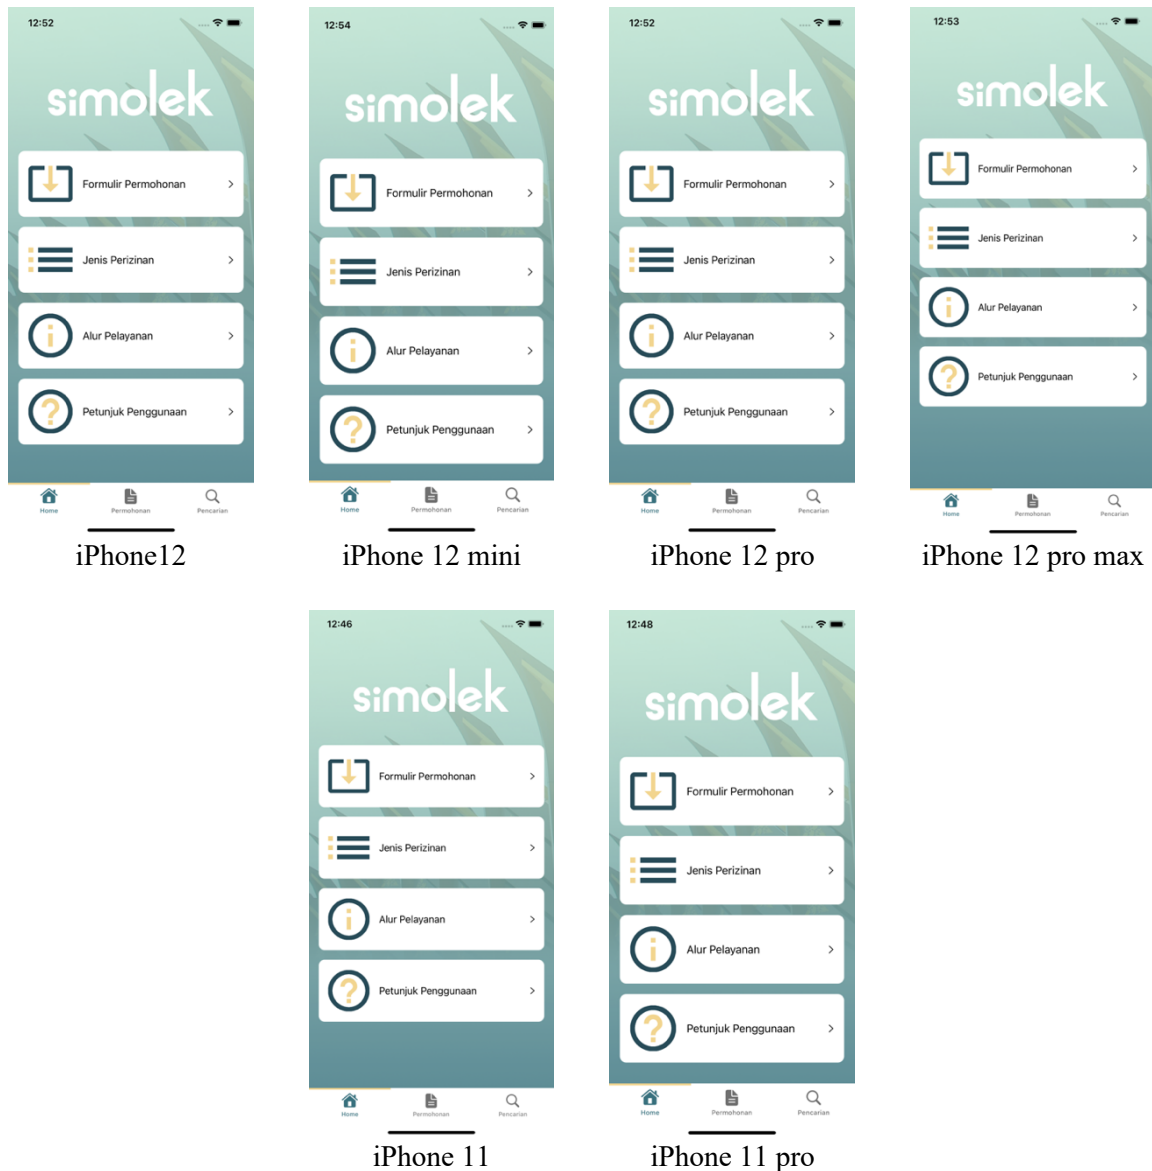 12:52
simolek
Formulir Permohonan
Jenis Perizinan
Alur Pelayanan
Petunjuk Penggunaan
Home Permohonan Pencarian
iPhone12
12:54
simolek
Formulir Permohonan
Jenis Perizinan
Alur Pelayanan
Petunjuk Penggunaan
Home Permohonan Pencarian
iPhone 12 mini
12:52
simolek
Formulir Permohonan
Jenis Perizinan
Alur Pelayanan
Petunjuk Penggunaan
Home Permohonan Pencarian
iPhone 12 pro
12:53
simolek
Formulir Permohonan
Jenis Perizinan
Alur Pelayanan
Petunjuk Penggunaan
Home Permohonan Pencarian
iPhone 12 pro max
12:46
simolek
Formulir Permohonan
Jenis Perizinan
Alur Pelayanan
Petunjuk Penggunaan
Home Permohonan Pencarian
iPhone 11
12:48
simolek
Formulir Permohonan
Jenis Perizinan
Alur Pelayanan
Petunjuk Penggunaan
Home Permohonan Pencarian
iPhone 11 pro